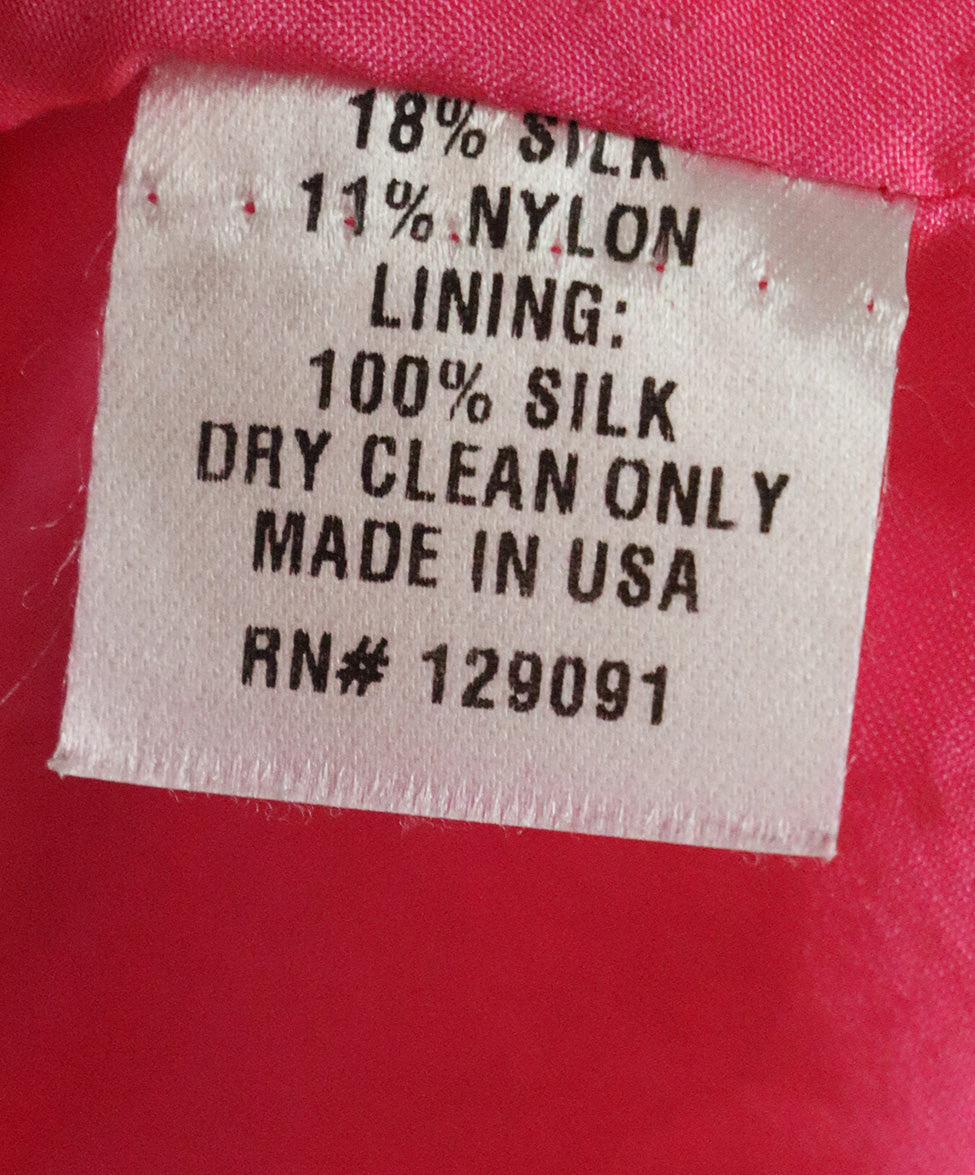 18% SILK
11% NYLON
LINING:
100% SILK
DRY CLEAN ONLY
MADE IN USA
RN# 129091